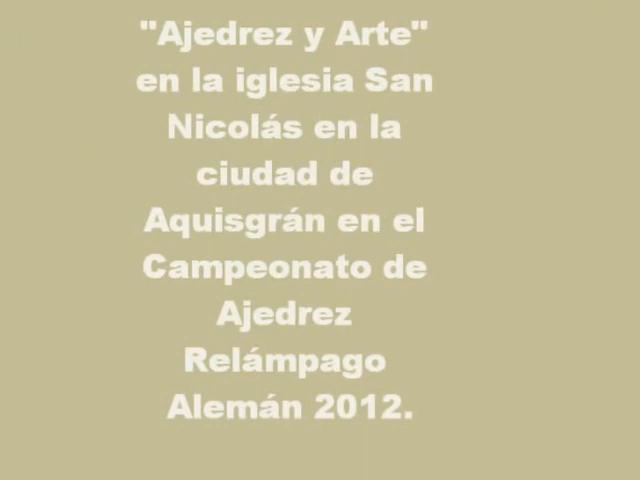 "Ajedrez y Arte"
en la iglesia San
Nicolás en la
ciudad de
Aquisgrán en el
Campeonato de
Ajedrez
Relámpago
Alemán 2012.